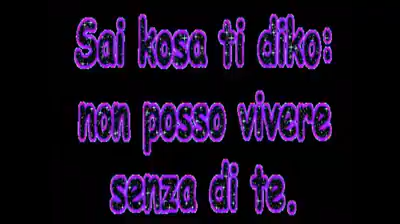 Sai kosa ti diko:
non posso vivere
senza di te.